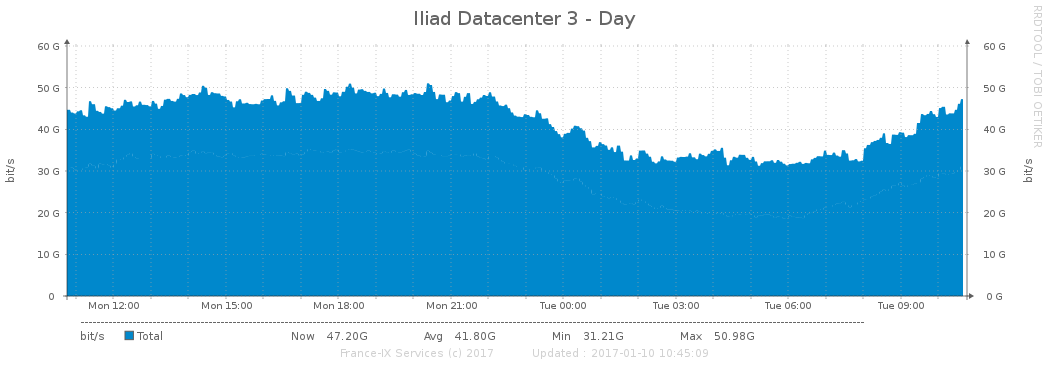 Iliad Datacenter 3 - Day
RRDTOOL / TOBI OETIKER
60 G 60 G
50 G 50 G
40 G 40 G
30 G 30 G
20 G 20 G
10 G 10 G
0 0 G
bit/s bit/s
Mon 12:00 Mon 15:00 Mon 18:00 Mon 21:00 Tue 00:00 Tue 03:00 Tue 06:00 Tue 09:00
bit/s Total Now 47.20G Avg 41.80G Min 31.21G Max 50.98G
France-IX Services (c) 2017 Updated : 2017-01-10 10:45:09